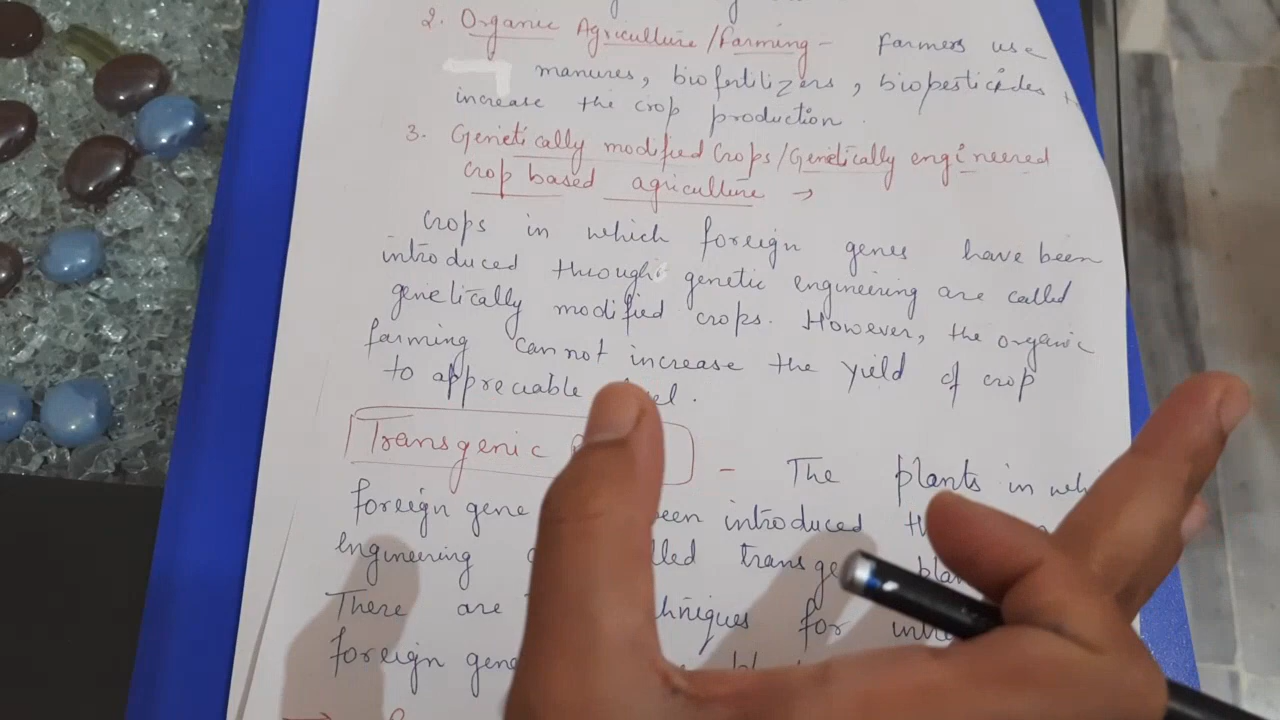 2. Organic Agriculture/Farming - Farmers use
manures, biofertilizers, biopesticides
increase the crop production.
3. Genetically modified Crops/Genetically engineered
crop based agriculture →
Crops in which foreign genes have been
introduced through genetic engineering are called
genetically modified crops. However, the organic
farming cannot increase the yield of crop
to appreciable
Transgenic - The plants in
foreign gene been introduced
engineering
There are for
foreign